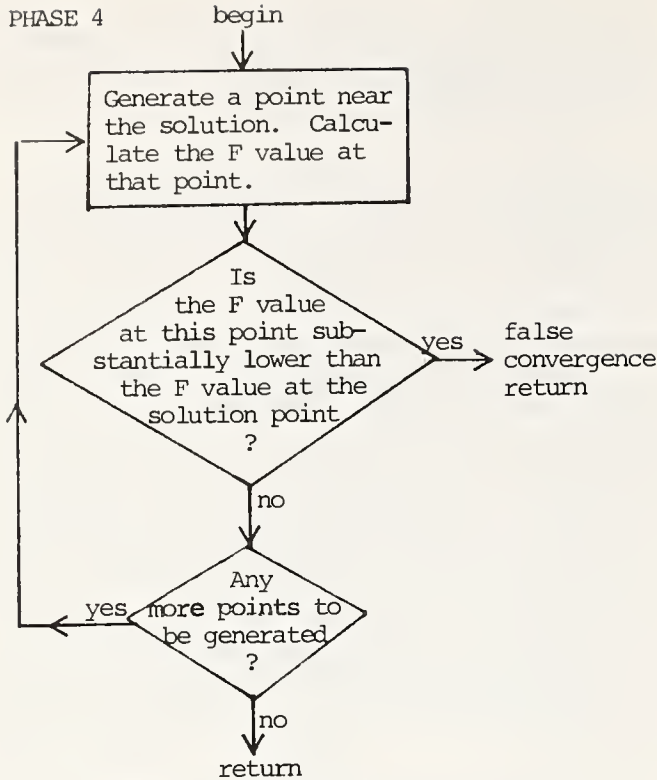 PHASE 4
begin
Generate a point near
the solution. Calcu-
late the F value at
that point.
Is
the F value
at this point sub-
stantially lower than
the F value at the
solution point
?
yes
false
convergence
return
no
Any
more points to
be generated
?
yes
no
return